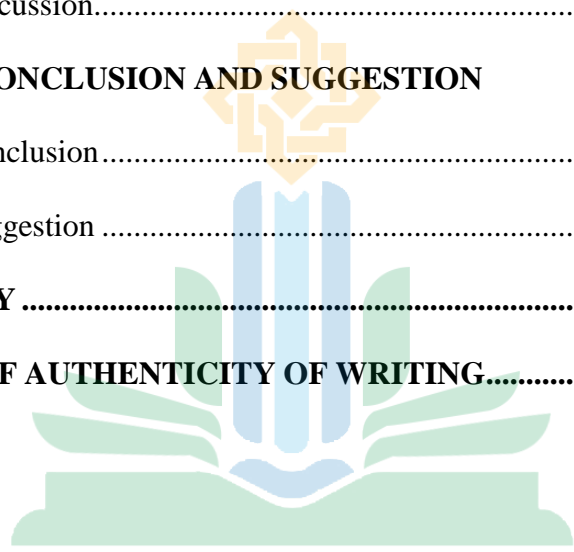 cussion............................................................
ONCLUSION AND SUGGESTION
nclusion............................................................
ggestion ............................................................
Y ......................................................................
F AUTHENTICITY OF WRITING...........